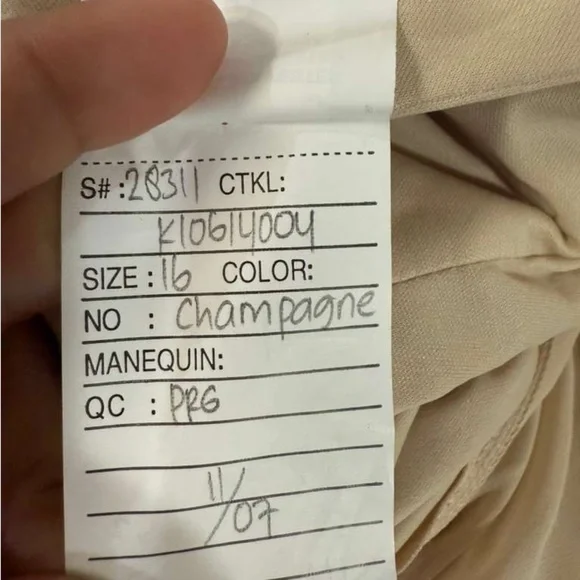 S# : 28311 CTKL:
K10614004
SIZE : 16 COLOR:
NO : Champagne
MANEQUIN:
QC : PRG
11/07